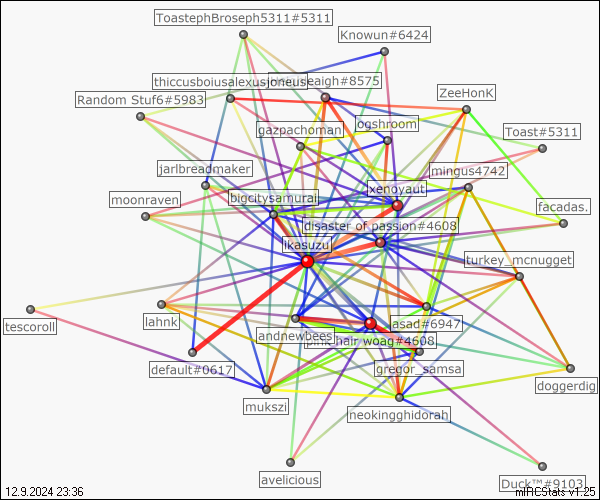 ToastephBroseph5311#5311
Knowun#6424
thiccusboiusalexusjoneus
eaigh#8575
ZeeHonK
Random Stuf6#5983
ogshroom
gazpachoman
Toast#5311
jarlbreadmaker
mingus4742
xenoyaut
moonraven
bigcitysamurai
facadas.
disaster of passion#4608
ikasuzu
turkey_mcnugget
tescoroll
lahnk
asad#6947
andnewbees
pink hair woag#4608
default#0617
gregor_samsa
doggerdig
mukszi
neokingghidorah
avelicious
Duck™#9103
12.9.2024 23:36
mIRCStats v1.25